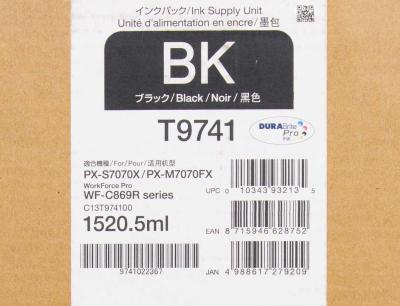 インクパック/Ink Supply Unit
Unité d'alimentation en encre/墨包
BK
ブラック/Black/Noir/黑色
T9741
DURABrite
Pro
適合機種/For/Pour/适用机型
PX-S7070X/PX-M7070FX
WorkForce Pro
WF-C869R series
C13T974100
1520.5ml
9741022367
UPC 0 10343 93213 5
EAN 8 715946 628752
JAN 4 988617 279209